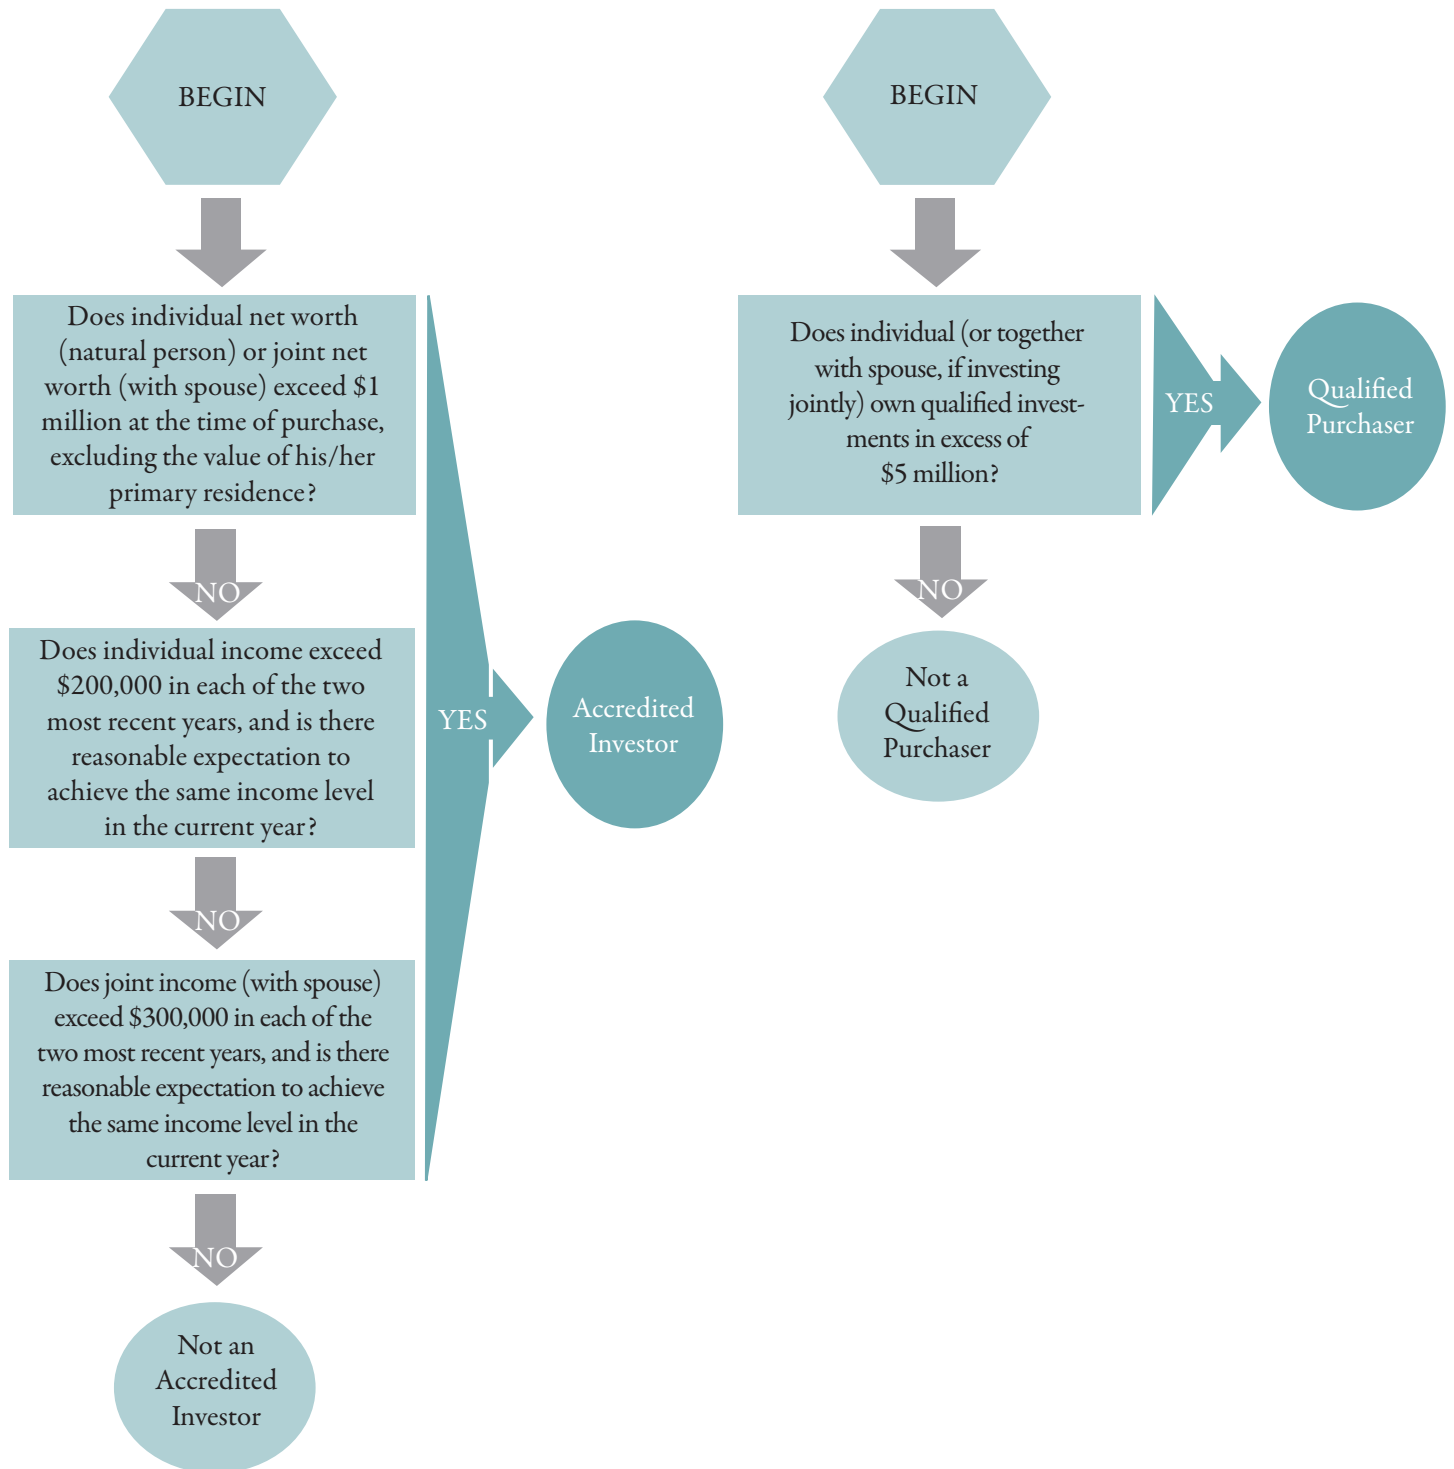 BEGIN
Does individual net worth
(natural person) or joint net
worth (with spouse) exceed $1
million at the time of purchase,
excluding the value of his/her
primary residence?
NO
Does individual income exceed
$200,000 in each of the two
most recent years, and is there
reasonable expectation to
achieve the same income level
in the current year?
NO
Does joint income (with spouse)
exceed $300,000 in each of the
two most recent years, and is there
reasonable expectation to achieve
the same income level in the
current year?
NO
Not an
Accredited
Investor
YES
Accredited
Investor
BEGIN
Does individual (or together
with spouse, if investing
jointly) own qualified invest-
ments in excess of
$5 million?
YES
Qualified
Purchaser
NO
Not a
Qualified
Purchaser